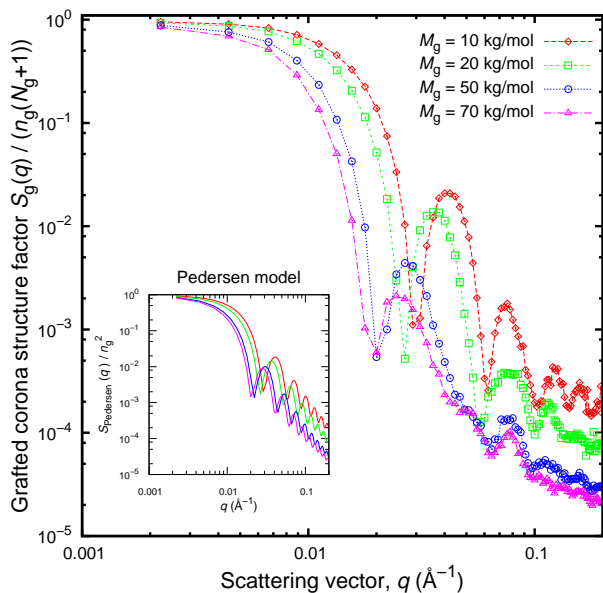 Grafted corona structure factor S_g(q) / (n_g(N_g+1))
10^0
10^-1
10^-2
10^-3
10^-4
10^-5
M_g = 10 kg/mol
M_g = 20 kg/mol
M_g = 50 kg/mol
M_g = 70 kg/mol
Pedersen model
S_Pedersen (q) / n_g^2
10^0
10^-1
10^-2
10^-3
10^-4
10^-5
0.001
0.01
0.1
q (Å^−1)
0.001
0.01
0.1
Scattering vector, q (Å^−1)